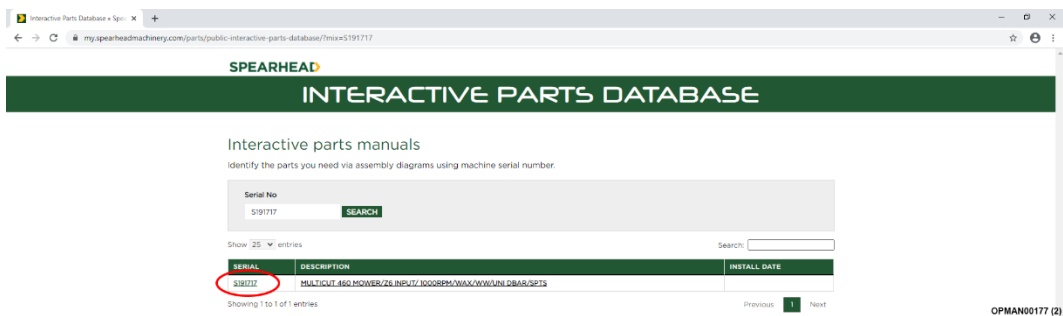 Interactive Parts Database « Spea
my.spearheadmachinery.com/parts/public-interactive-parts-database/?mix=S191717
SPEARHEAD
INTERACTIVE PARTS DATABASE
Interactive parts manuals
Identify the parts you need via assembly diagrams using machine serial number.
Serial No
S191717 SEARCH
Show 25 entries Search:
SERIAL DESCRIPTION INSTALL DATE
S191717 MULTICUT 460 MOWER/Z6 INPUT/ 1000RPM/WAX/WW/UNI DBAR/SPTS
Showing 1 to 1 of 1 entries Previous 1 Next
OPMAN00177 (2)